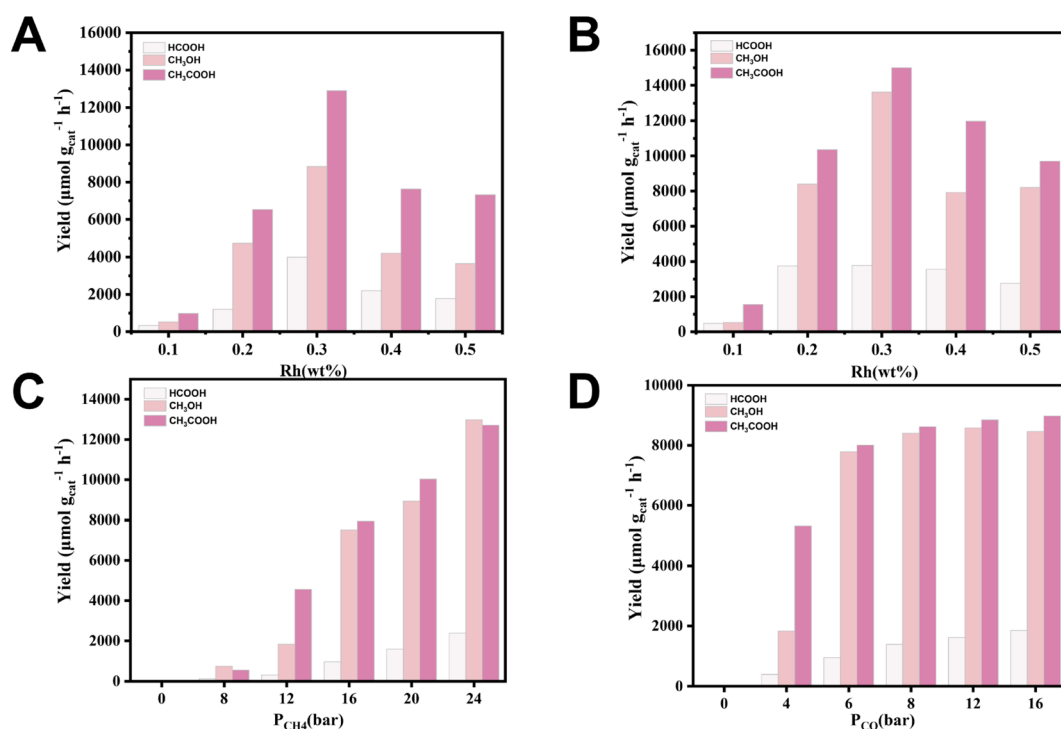 A
Yield (μmol gcat-1 h-1)
16000
14000
12000
10000
8000
6000
4000
2000
0
HCOOH
CH3OH
CH3COOH
0.1 0.2 0.3 0.4 0.5
Rh(wt%)
B
Yield (μmol gcat-1 h-1)
16000
14000
12000
10000
8000
6000
4000
2000
0
HCOOH
CH3OH
CH3COOH
0.1 0.2 0.3 0.4 0.5
Rh(wt%)
C
Yield (μmol gcat-1 h-1)
14000
12000
10000
8000
6000
4000
2000
0
HCOOH
CH3OH
CH3COOH
0 8 12 16 20 24
PCH4(bar)
D
Yield (μmol gcat-1 h-1)
10000
8000
6000
4000
2000
0
HCOOH
CH3OH
CH3COOH
0 4 6 8 12 16
PCO(bar)